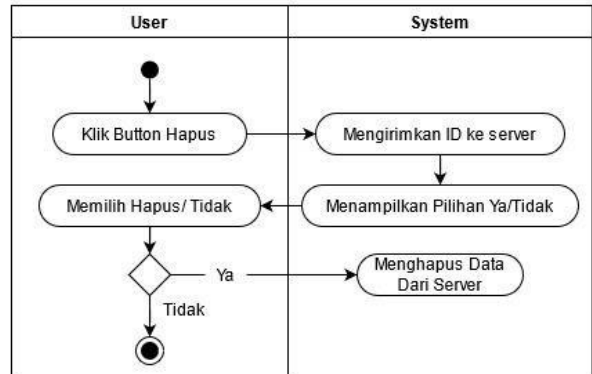 User
System
Klik Button Hapus
Mengirimkan ID ke server
Memilih Hapus/ Tidak
Menampilkan Pilihan Ya/Tidak
Ya
Menghapus Data
Dari Server
Tidak